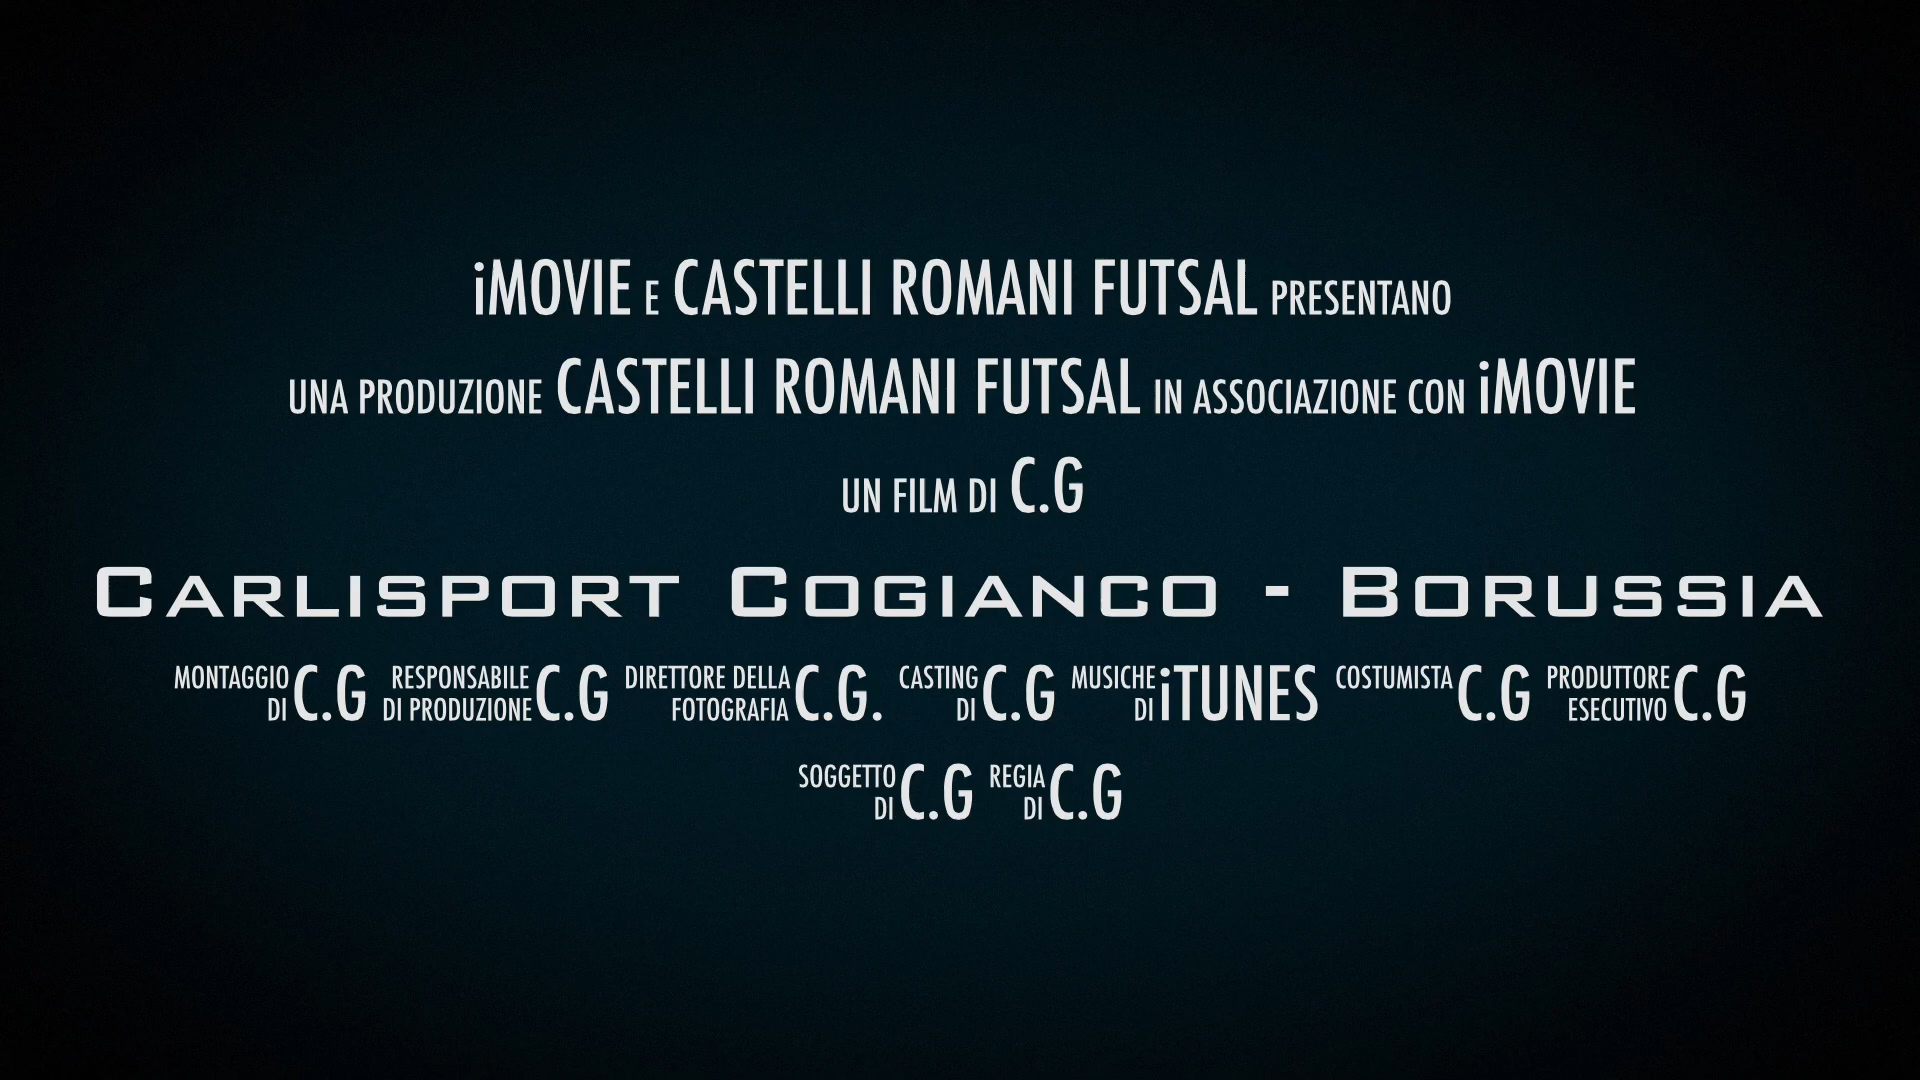 iMOVIE E CASTELLI ROMANI FUTSAL PRESENTANO
UNA PRODUZIONE CASTELLI ROMANI FUTSAL IN ASSOCIAZIONE CON iMOVIE
UN FILM DI C.G
CARLISPORT COGIANCO - BORUSSIA
MONTAGGIO DI C.G RESPONSABILE DI PRODUZIONE C.G DIRETTORE DELLA FOTOGRAFIA C.G. CASTING DI C.G MUSICHE DI iTUNES COSTUMISTA C.G PRODUTTORE ESECUTIVO C.G
SOGGETTO DI C.G REGIA DI C.G